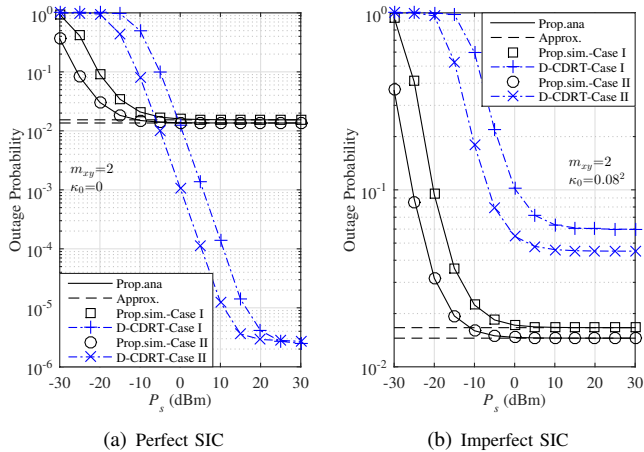 10^0
10^-1
10^-2
10^-3
10^-4
10^-5
10^-6
Outage Probability
m_xy=2
κ_0=0
Prop.ana
Approx.
Prop.sim.-Case I
D-CDRT-Case I
Prop.sim.-Case II
D-CDRT-Case II
-30 -20 -10 0 10 20 30
P_s (dBm)
(a) Perfect SIC
10^0
10^-1
10^-2
Outage Probability
Prop.ana
Approx.
Prop.sim.-Case I
D-CDRT-Case I
Prop.sim.-Case II
D-CDRT-Case II
m_xy=2
κ_0=0.08^2
-30 -20 -10 0 10 20 30
P_s (dBm)
(b) Imperfect SIC